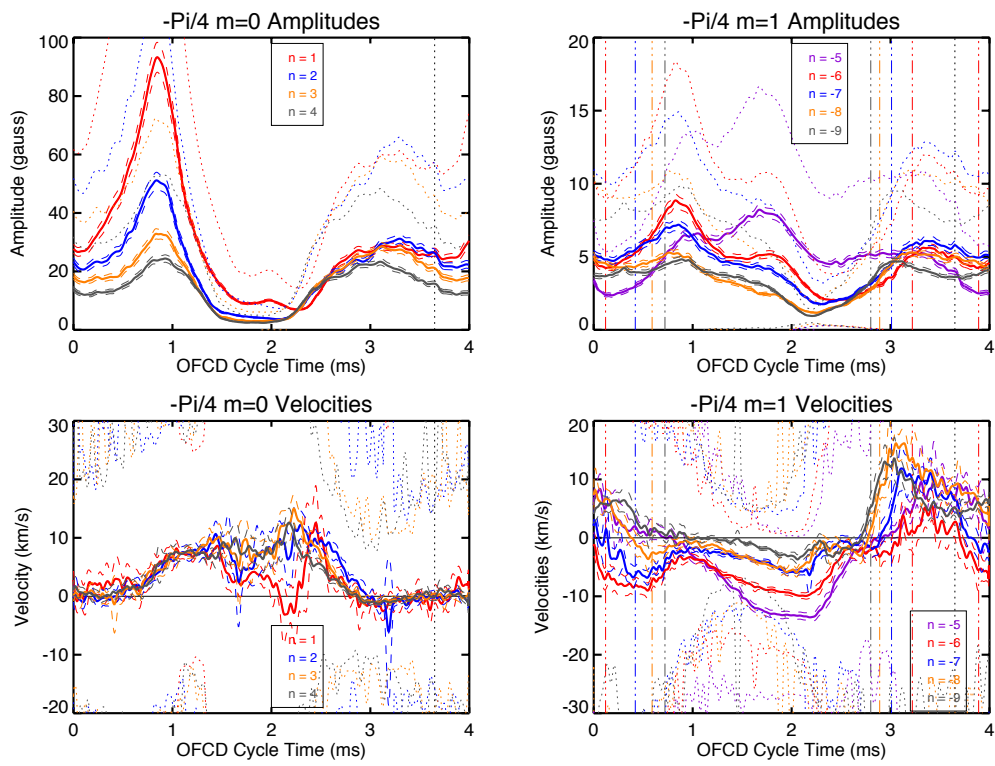 -Pi/4 m=0 Amplitudes
Amplitude (gauss)
100
80
60
40
20
0
n = 1
n = 2
n = 3
n = 4
0 1 2 3 4
OFCD Cycle Time (ms)
-Pi/4 m=1 Amplitudes
Amplitude (gauss)
20
15
10
5
0
n = -5
n = -6
n = -7
n = -8
n = -9
0 1 2 3 4
OFCD Cycle Time (ms)
-Pi/4 m=0 Velocities
Velocity (km/s)
30
20
10
0
-10
-20
n = 1
n = 2
n = 3
n = 4
0 1 2 3 4
OFCD Cycle Time (ms)
-Pi/4 m=1 Velocities
Velocities (km/s)
20
10
0
-10
-20
-30
n = -5
n = -6
n = -7
n = -8
n = -9
0 1 2 3 4
OFCD Cycle Time (ms)